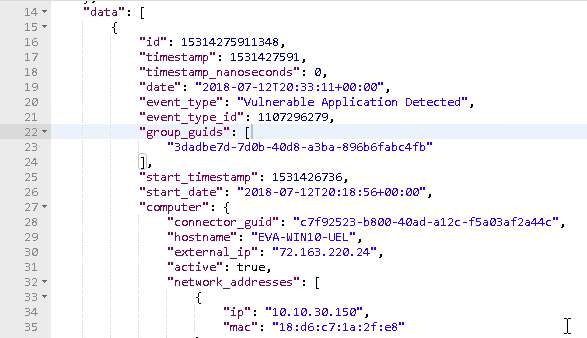 14 "data": [
15 {
16 "id": 15314275911348,
17 "timestamp": 1531427591,
18 "timestamp_nanoseconds": 0,
19 "date": "2018-07-12T20:33:11+00:00",
20 "event_type": "Vulnerable Application Detected",
21 "event_type_id": 1107296279,
22 "group_guids": [
23 "3dadbe7d-7d0b-40d8-a3ba-896b6fabc4fb"
24 ],
25 "start_timestamp": 1531426736,
26 "start_date": "2018-07-12T20:18:56+00:00",
27 "computer": {
28 "connector_guid": "c7f92523-b800-40ad-a12c-f5a03af2a44c",
29 "hostname": "EVA-WIN10-UEL",
30 "external_ip": "72.163.220.24",
31 "active": true,
32 "network_addresses": [
33 {
34 "ip": "10.10.30.150",
35 "mac": "18:d6:c7:1a:2f:e8"